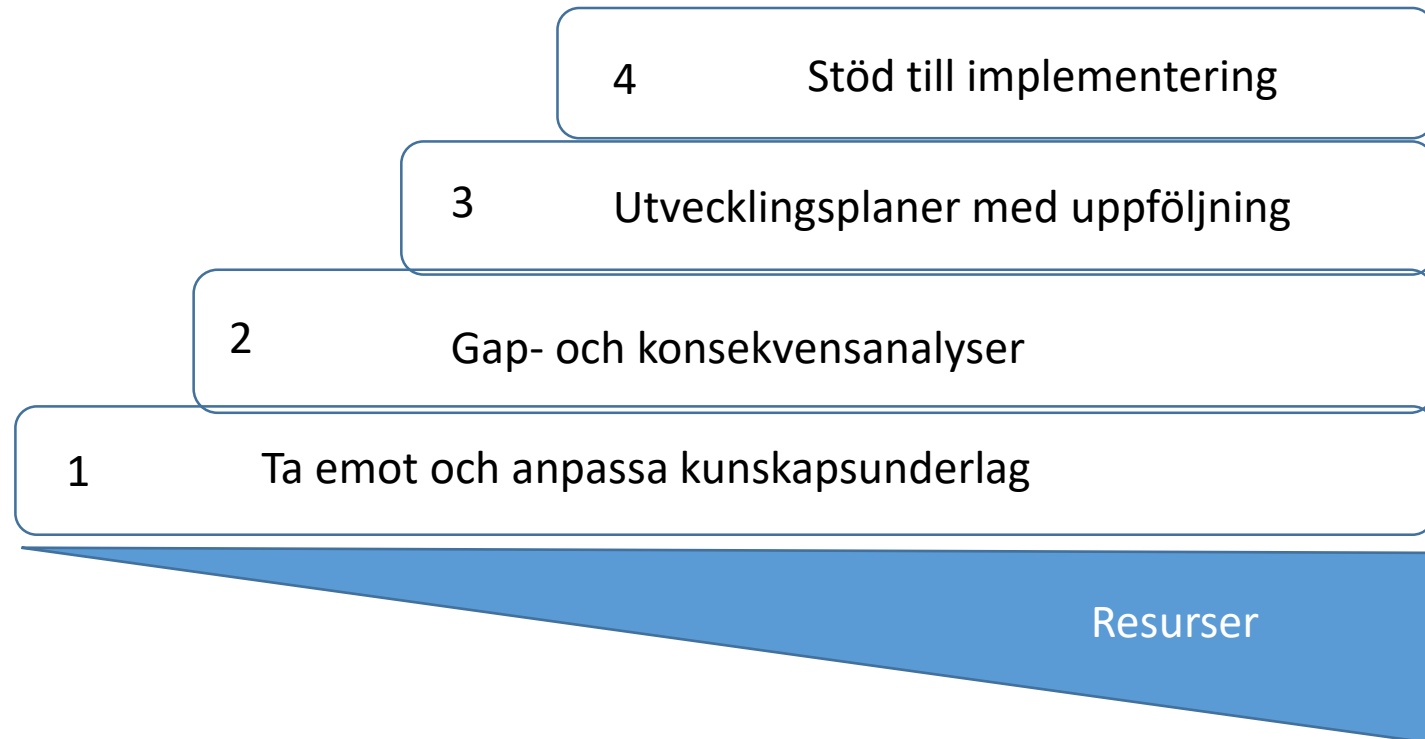 4 Stöd till implementering
3 Utvecklingsplaner med uppföljning
2 Gap- och konsekvensanalyser
1 Ta emot och anpassa kunskapsunderlag
Resurser